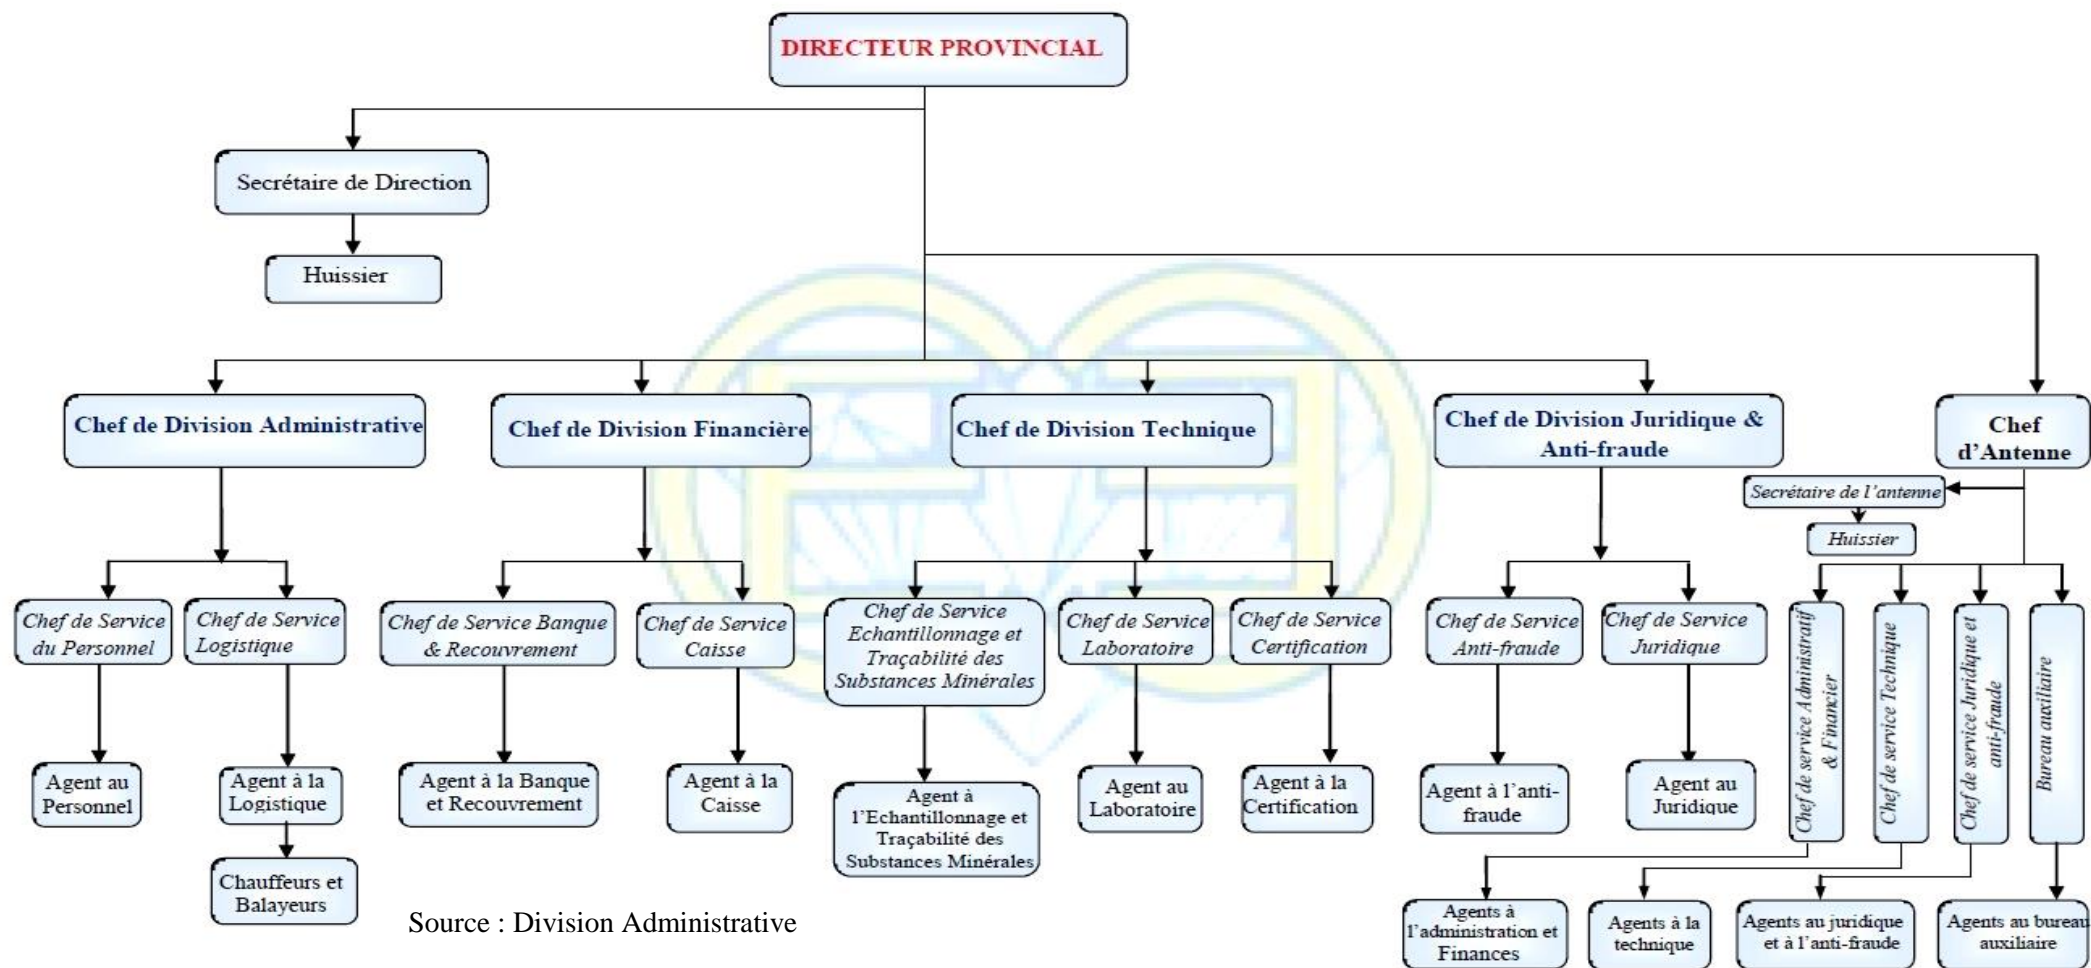 DIRECTEUR PROVINCIAL
Secrétaire de Direction
Huissier
Chef de Division Administrative
Chef de Division Financière
Chef de Division Technique
Chef de Division Juridique &
Anti-fraude
Chef
d’Antenne
Secrétaire de l’antenne
Huissier
Chef de Service
du Personnel
Chef de Service
Logistique
Chef de Service Banque
& Recouvrement
Chef de Service
Caisse
Chef de Service
Echantillonnage et
Traçabilité des
Substances Minérales
Chef de Service
Laboratoire
Chef de Service
Certification
Chef de Service
Anti-fraude
Chef de Service
Juridique
Chef de service Administratif
& Financier
Chef de service Technique
Chef de service Juridique et
anti-fraude
Bureau auxiliaire
Agent au
Personnel
Agent à la
Logistique
Agent à la Banque
et Recouvrement
Agent à la
Caisse
Agent à
l’Echantillonnage et
Traçabilité des
Substances Minérales
Agent au
Laboratoire
Agent à la
Certification
Agent à l’anti-
fraude
Agent au
Juridique
Chauffeurs et
Balayeurs
Agents à
l’administration et
Finances
Agents à la
technique
Agents au juridique
et à l’anti-fraude
Agents au bureau
auxiliaire
Source : Division Administrative